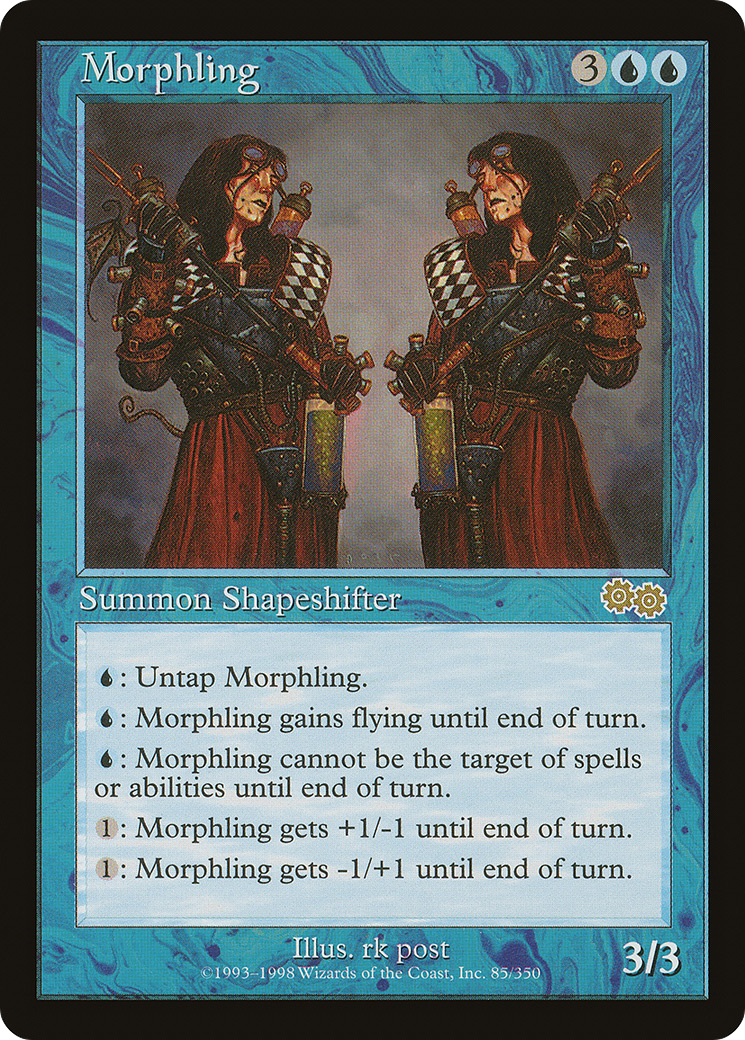 Morphling 3
Summon Shapeshifter
: Untap Morphling.
: Morphling gains flying until end of turn.
: Morphling cannot be the target of spells
or abilities until end of turn.
1: Morphling gets +1/-1 until end of turn.
1: Morphling gets -1/+1 until end of turn.
Illus. rk post
©1993–1998 Wizards of the Coast, Inc. 85/350
3/3